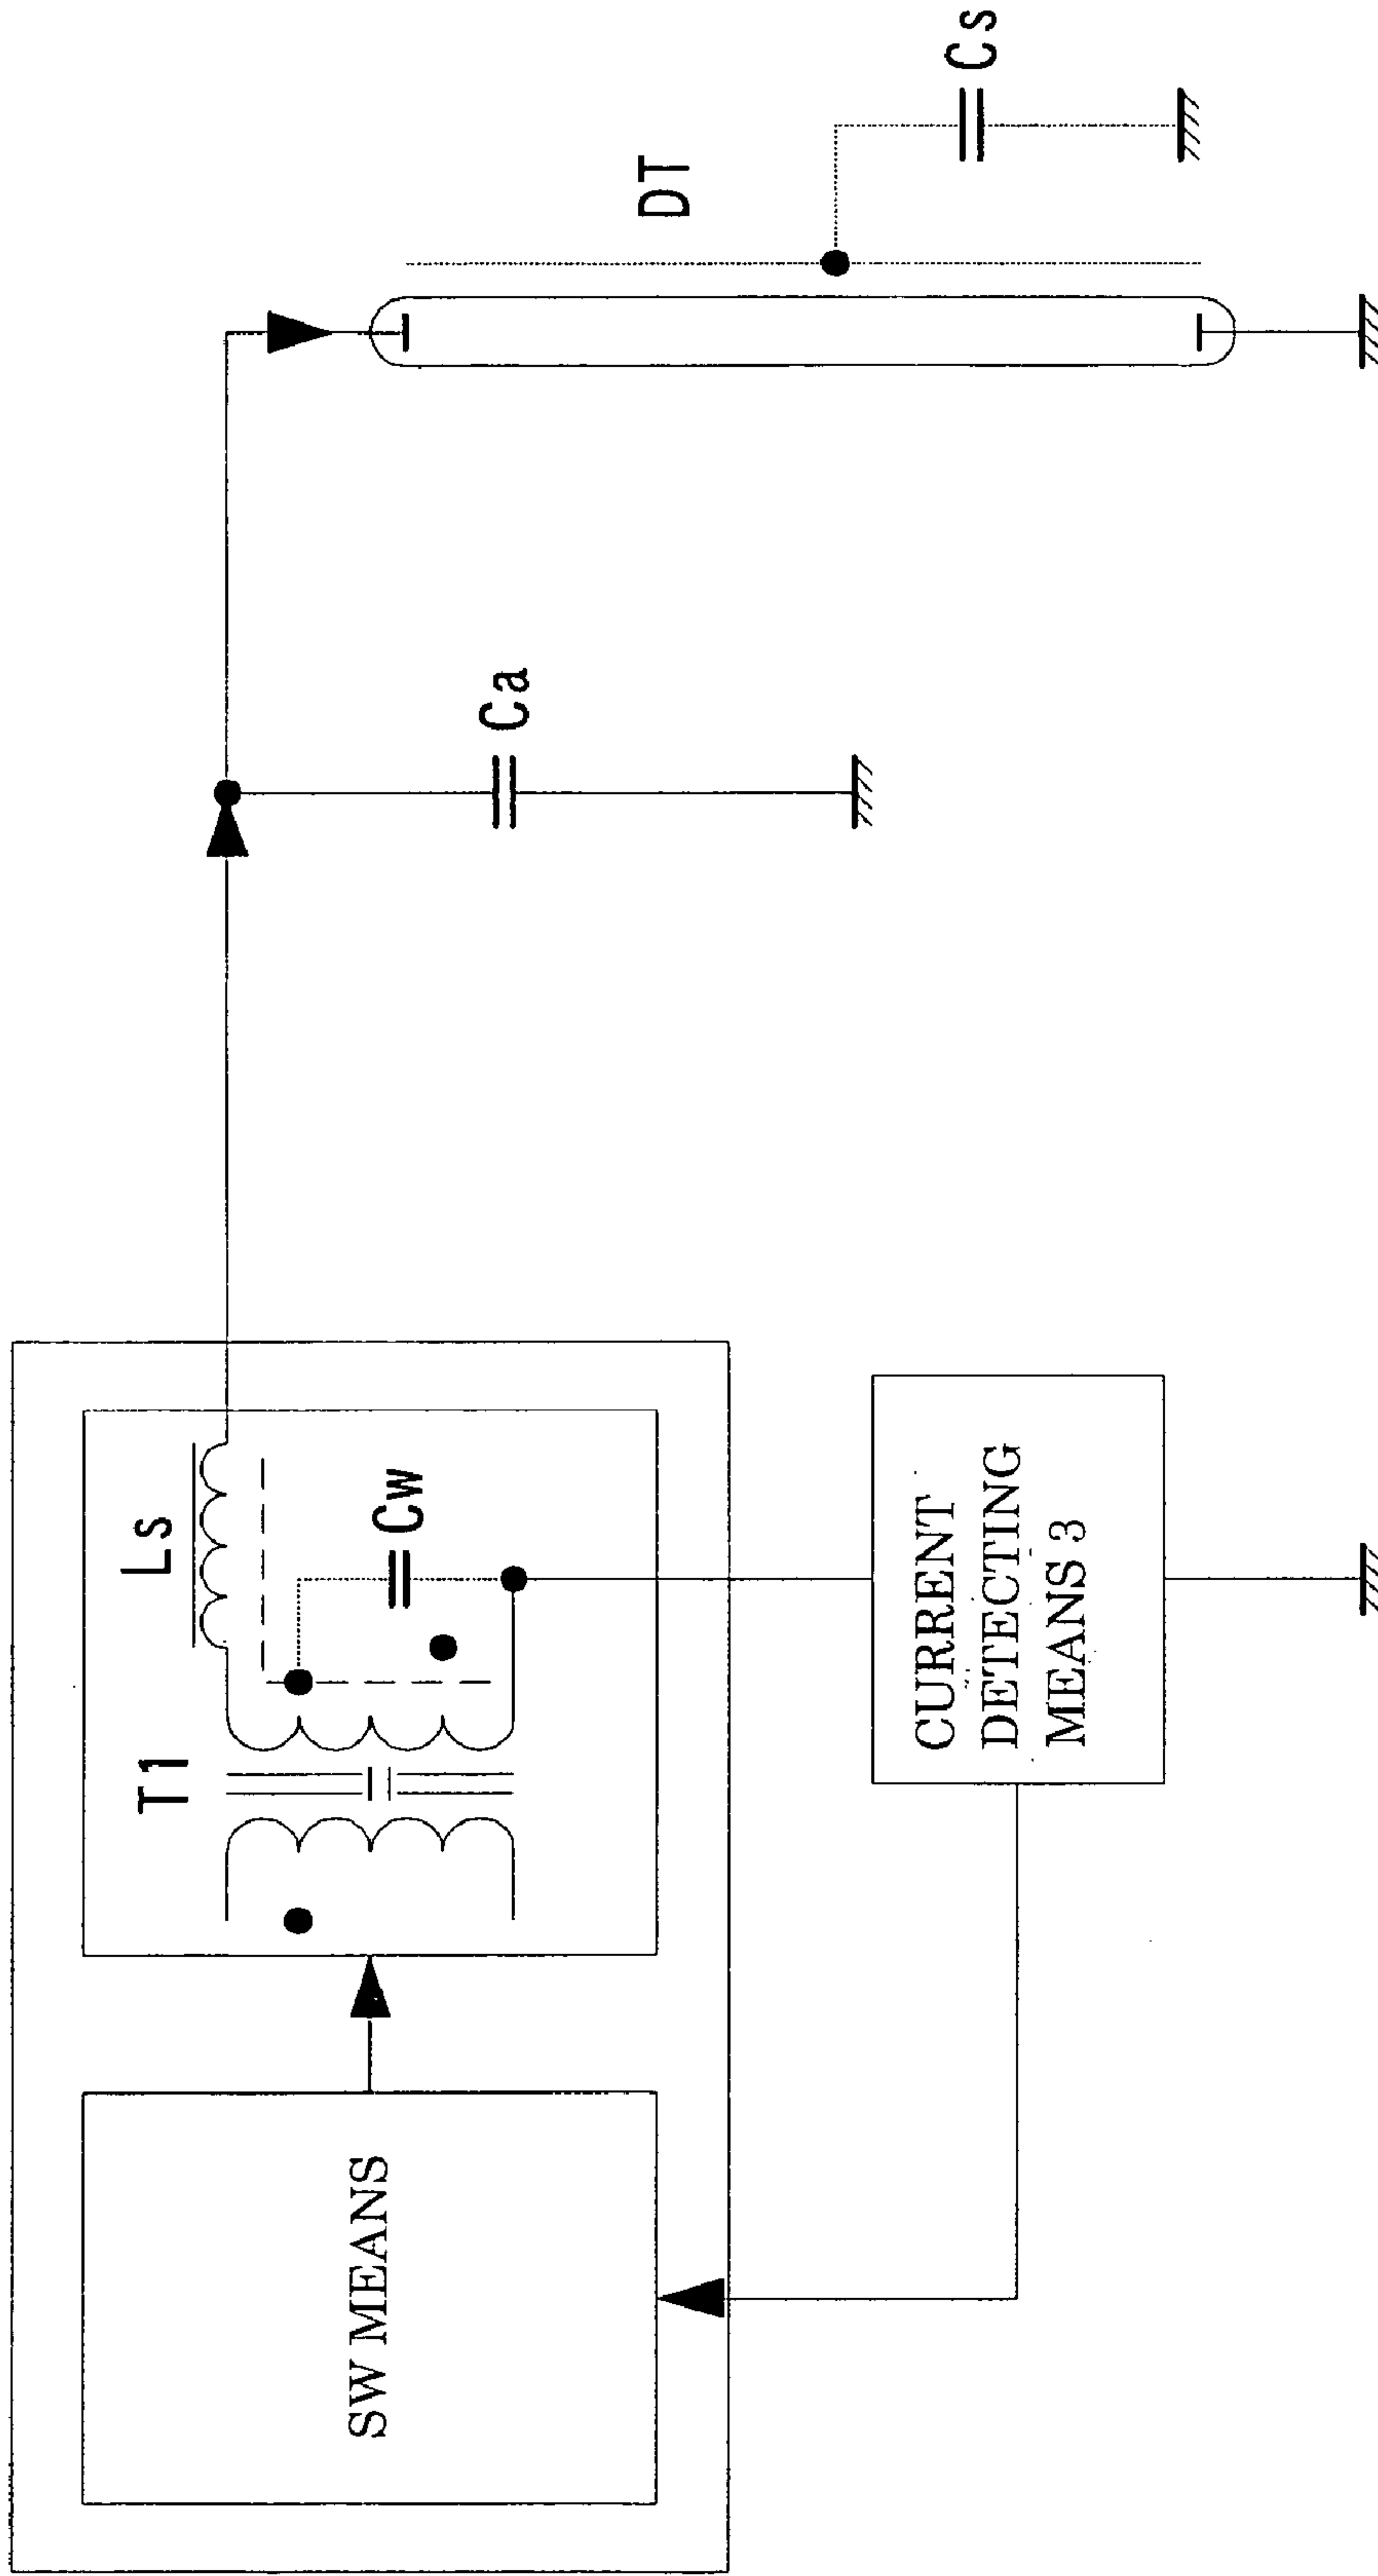 SW MEANS
T1
Ls
Cw
CURRENT
DETECTING
MEANS 3
Ca
DT
Cs